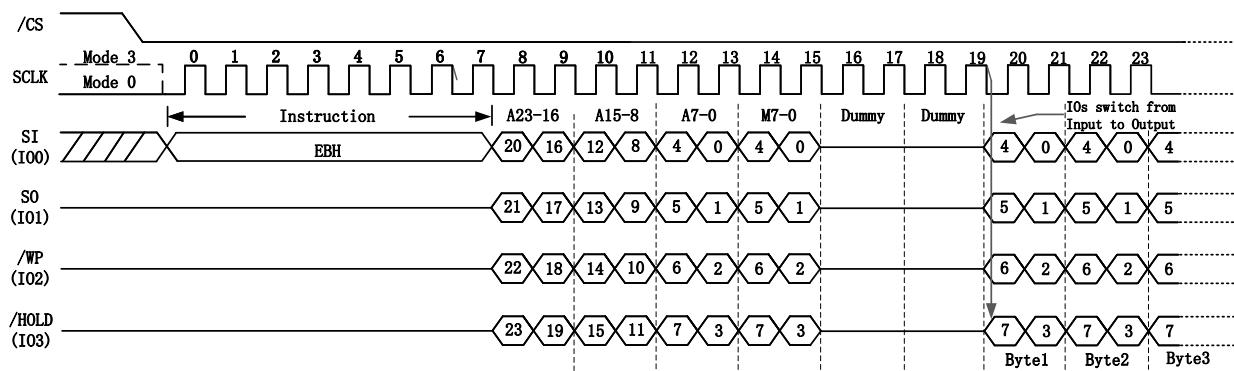 /CS
Mode 3 0 1 2 3 4 5 6 7 8 9 10 11 12 13 14 15 16 17 18 19 20 21 22 23
SCLK
Mode 0
Instruction A23-16 A15-8 A7-0 M7-0 Dummy Dummy IOs switch from
Input to Output
SI
(IO0)
EBH 20 16 12 8 4 0 4 0 4 0 4 0 4
SO
(IO1)
21 17 13 9 5 1 5 1 5 1 5 1 5
/WP
(IO2)
22 18 14 10 6 2 6 2 6 2 6 2 6
/HOLD
(IO3)
23 19 15 11 7 3 7 3 7 3 7 3 7
Byte1 Byte2 Byte3